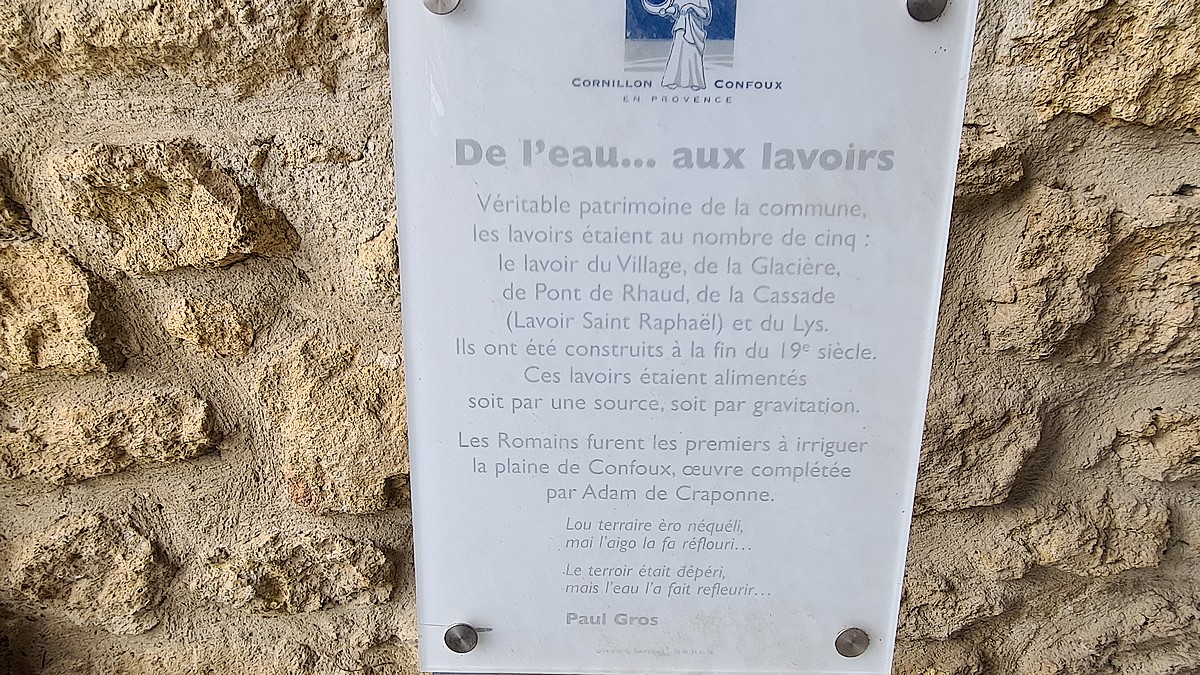 CORNILLON CONFOUX
EN PROVENCE
De l'eau... aux lavoirs
Véritable patrimoine de la commune,
les lavoirs étaient au nombre de cinq :
le lavoir du Village, de la Glacière,
de Pont de Rhaud, de la Cassade
(Lavoir Saint Raphaël) et du Lys.
Ils ont été construits à la fin du 19e siècle.
Ces lavoirs étaient alimentés
soit par une source, soit par gravitation.
Les Romains furent les premiers à irriguer
la plaine de Confoux, œuvre complétée
par Adam de Craponne.
Lou terraire èro néquéli,
mai l'aigo la fa réflouri...
Le terroir était dépéri,
mais l'eau l'a fait refleurir...
Paul Gros